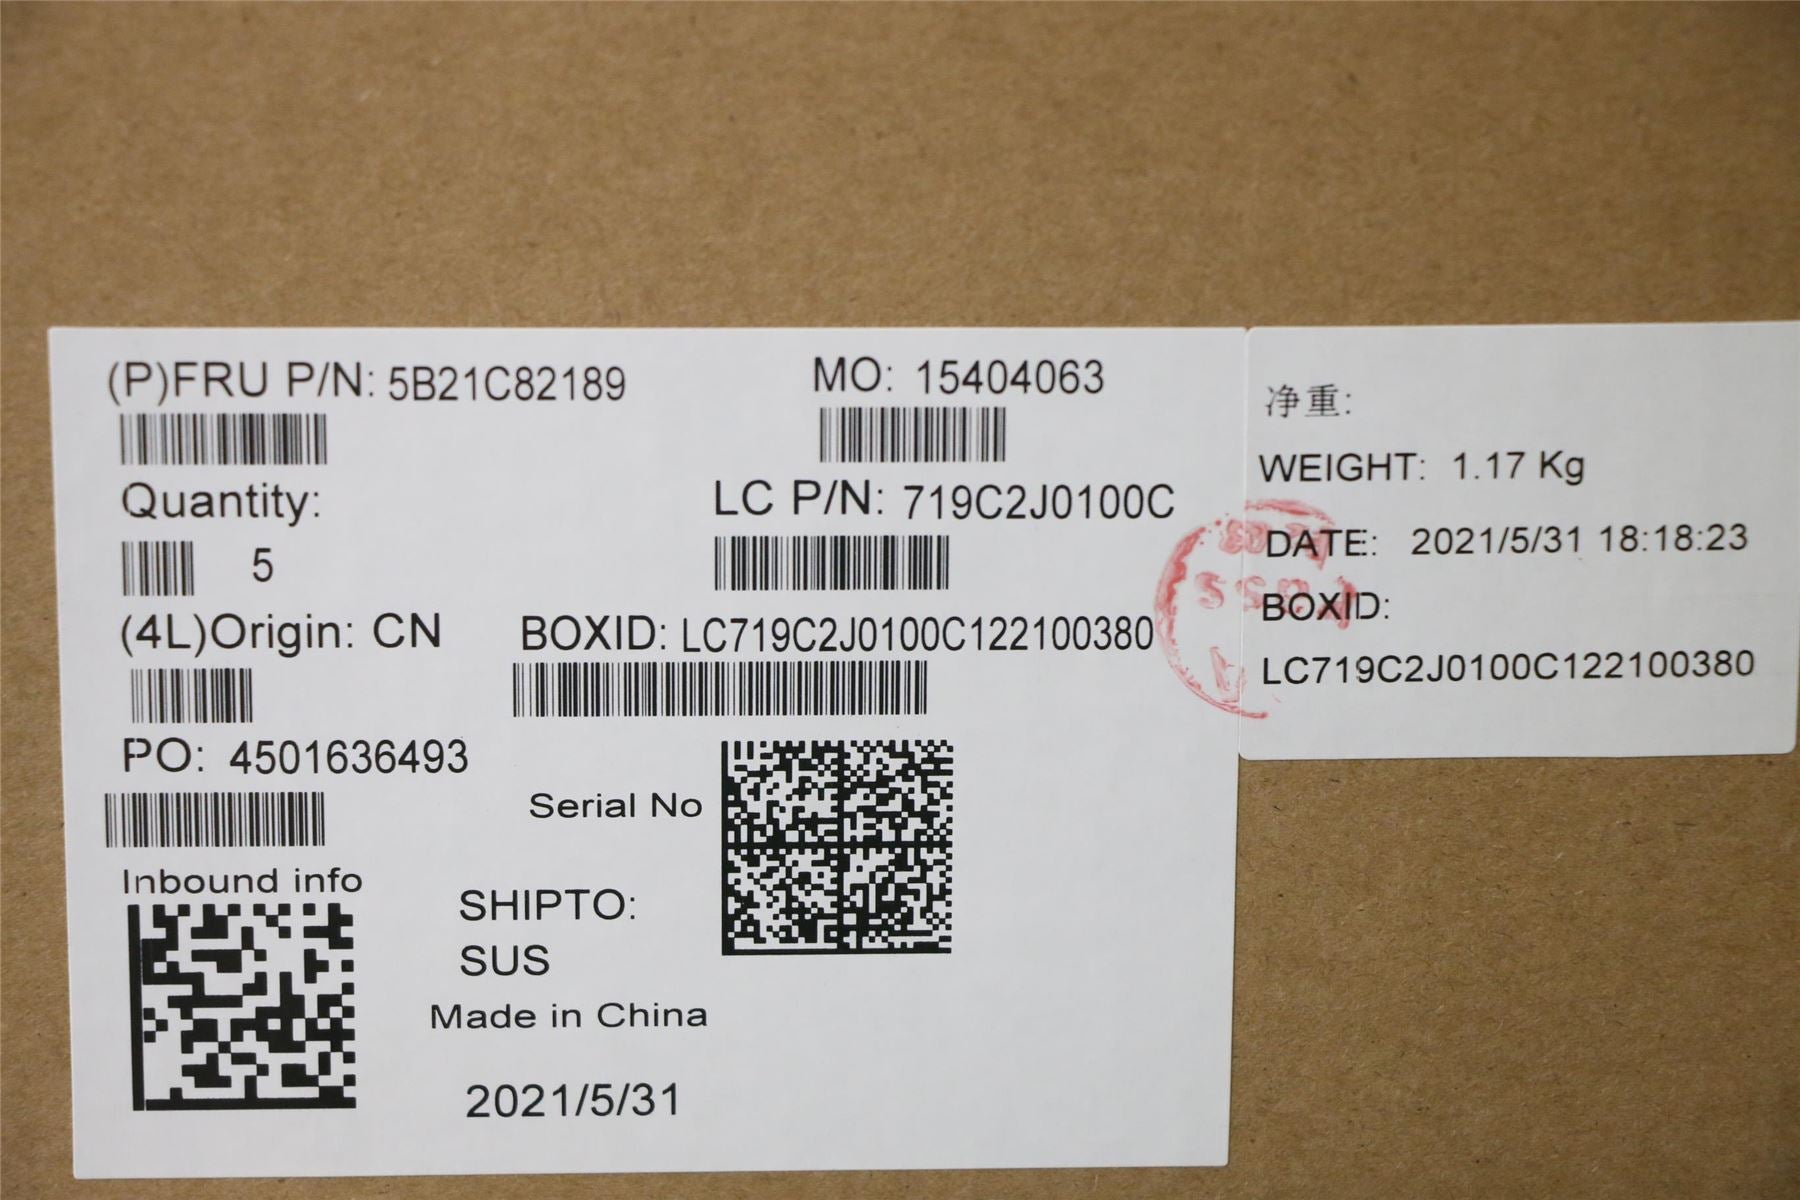 (P)FRU P/N: 5B21C82189
MO: 15404063
Quantity:
5
LC P/N: 719C2J0100C
(4L)Origin: CN
BOXID: LC719C2J0100C122100380
PO: 4501636493
Serial No
Inbound info
SHIPTO:
SUS
Made in China
2021/5/31
净重:
WEIGHT: 1.17 Kg
DATE: 2021/5/31 18:18:23
BOXID:
LC719C2J0100C122100380